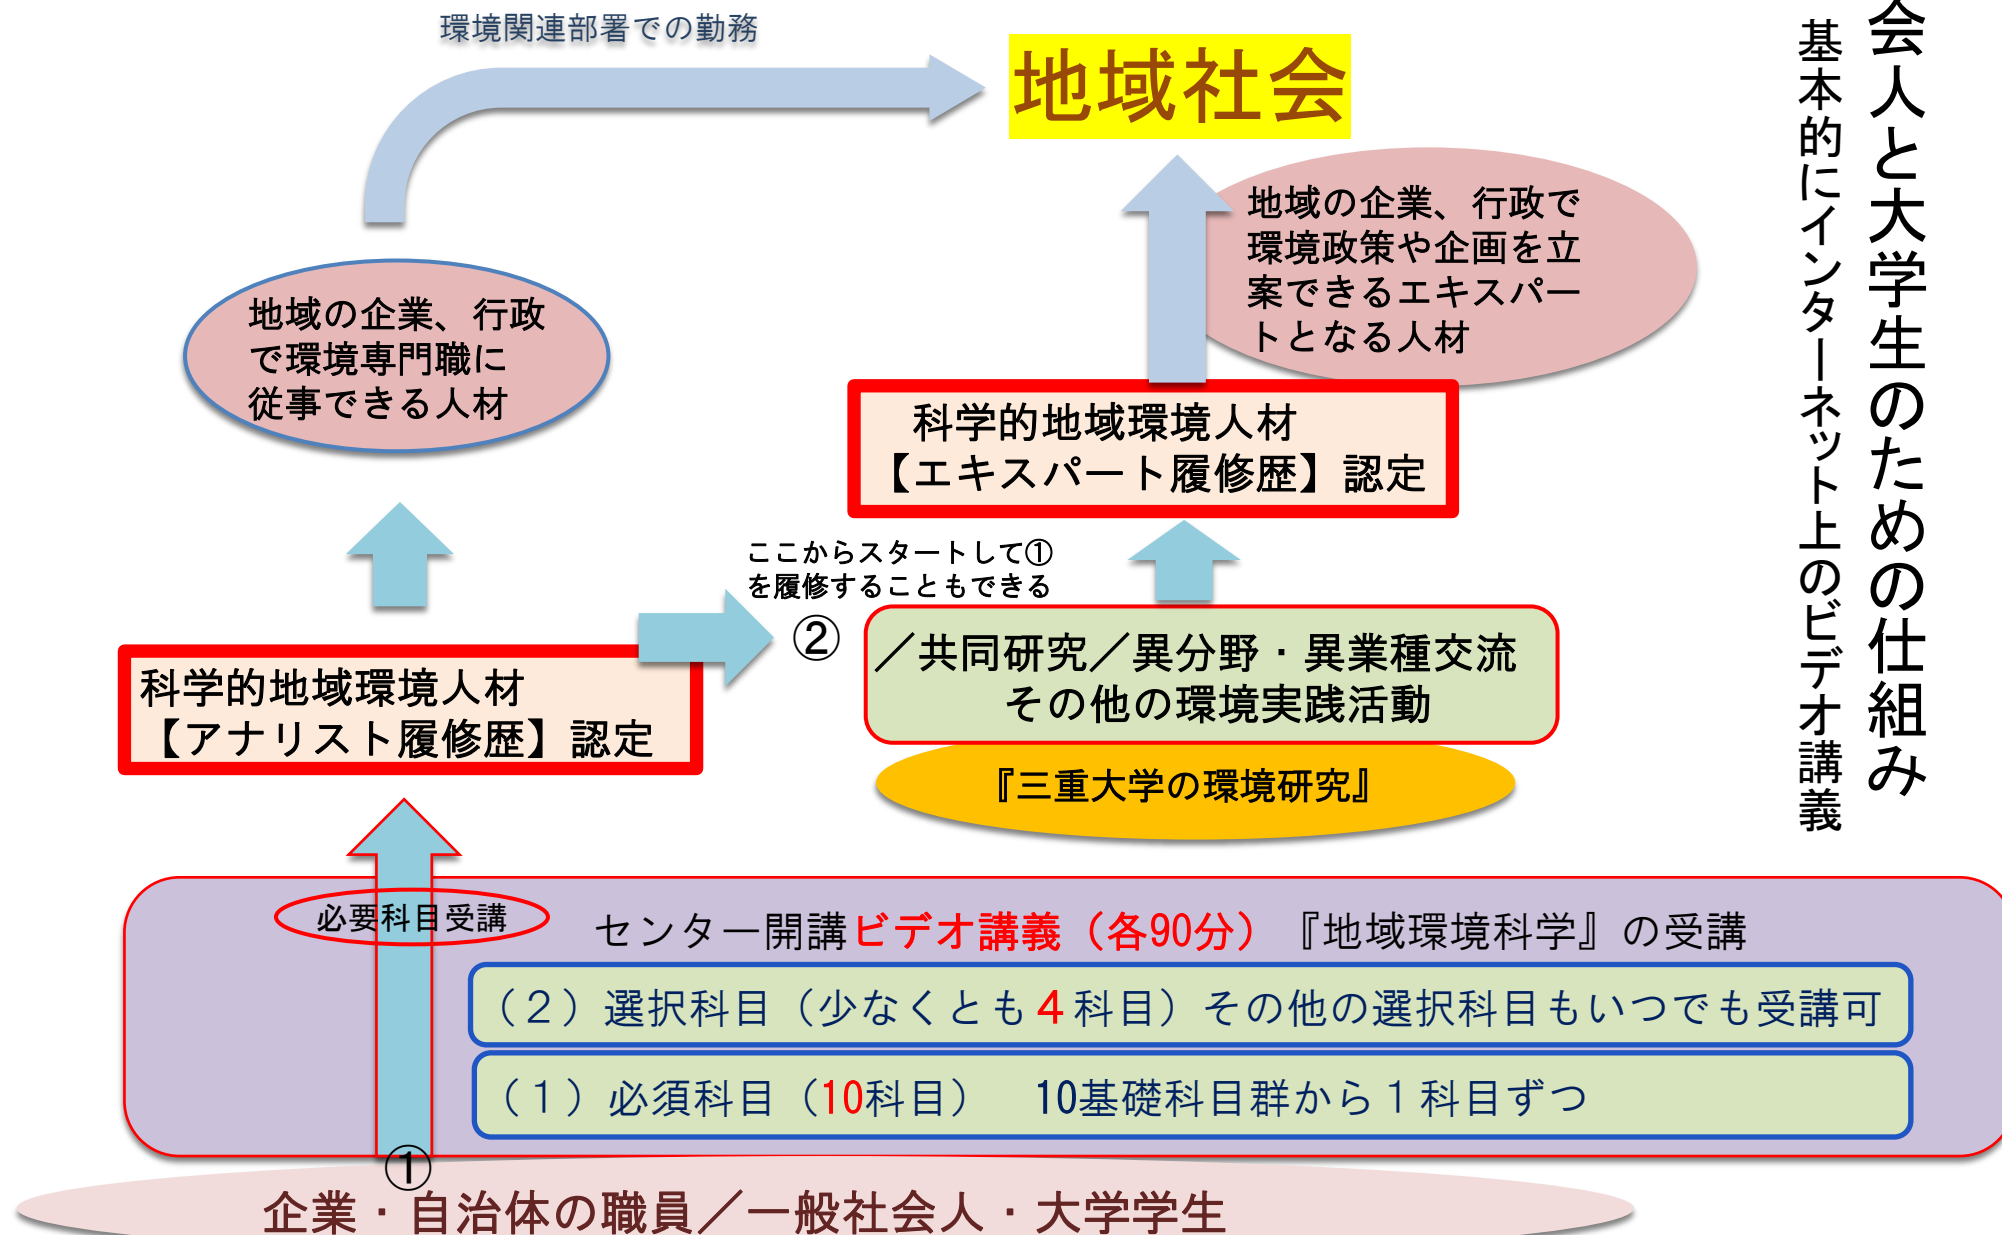 会人と大学生のための仕組み
基本的にインターネット上のビデオ講義
環境関連部署での勤務
地域社会
地域の企業、行政で
環境政策や企画を立
案できるエキスパー
トとなる人材
地域の企業、行政
で環境専門職に
従事できる人材
科学的地域環境人材
【エキスパート履修歴】認定
ここからスタートして①
を履修することもできる
②
／共同研究／異分野・異業種交流
その他の環境実践活動
科学的地域環境人材
【アナリスト履修歴】認定
『三重大学の環境研究』
必要科目受講
センター開講ビデオ講義（各90分）『地域環境科学』の受講
（２）選択科目（少なくとも４科目）その他の選択科目もいつでも受講可
（１）必須科目（10科目）　10基礎科目群から１科目ずつ
①
企業・自治体の職員／一般社会人・大学学生